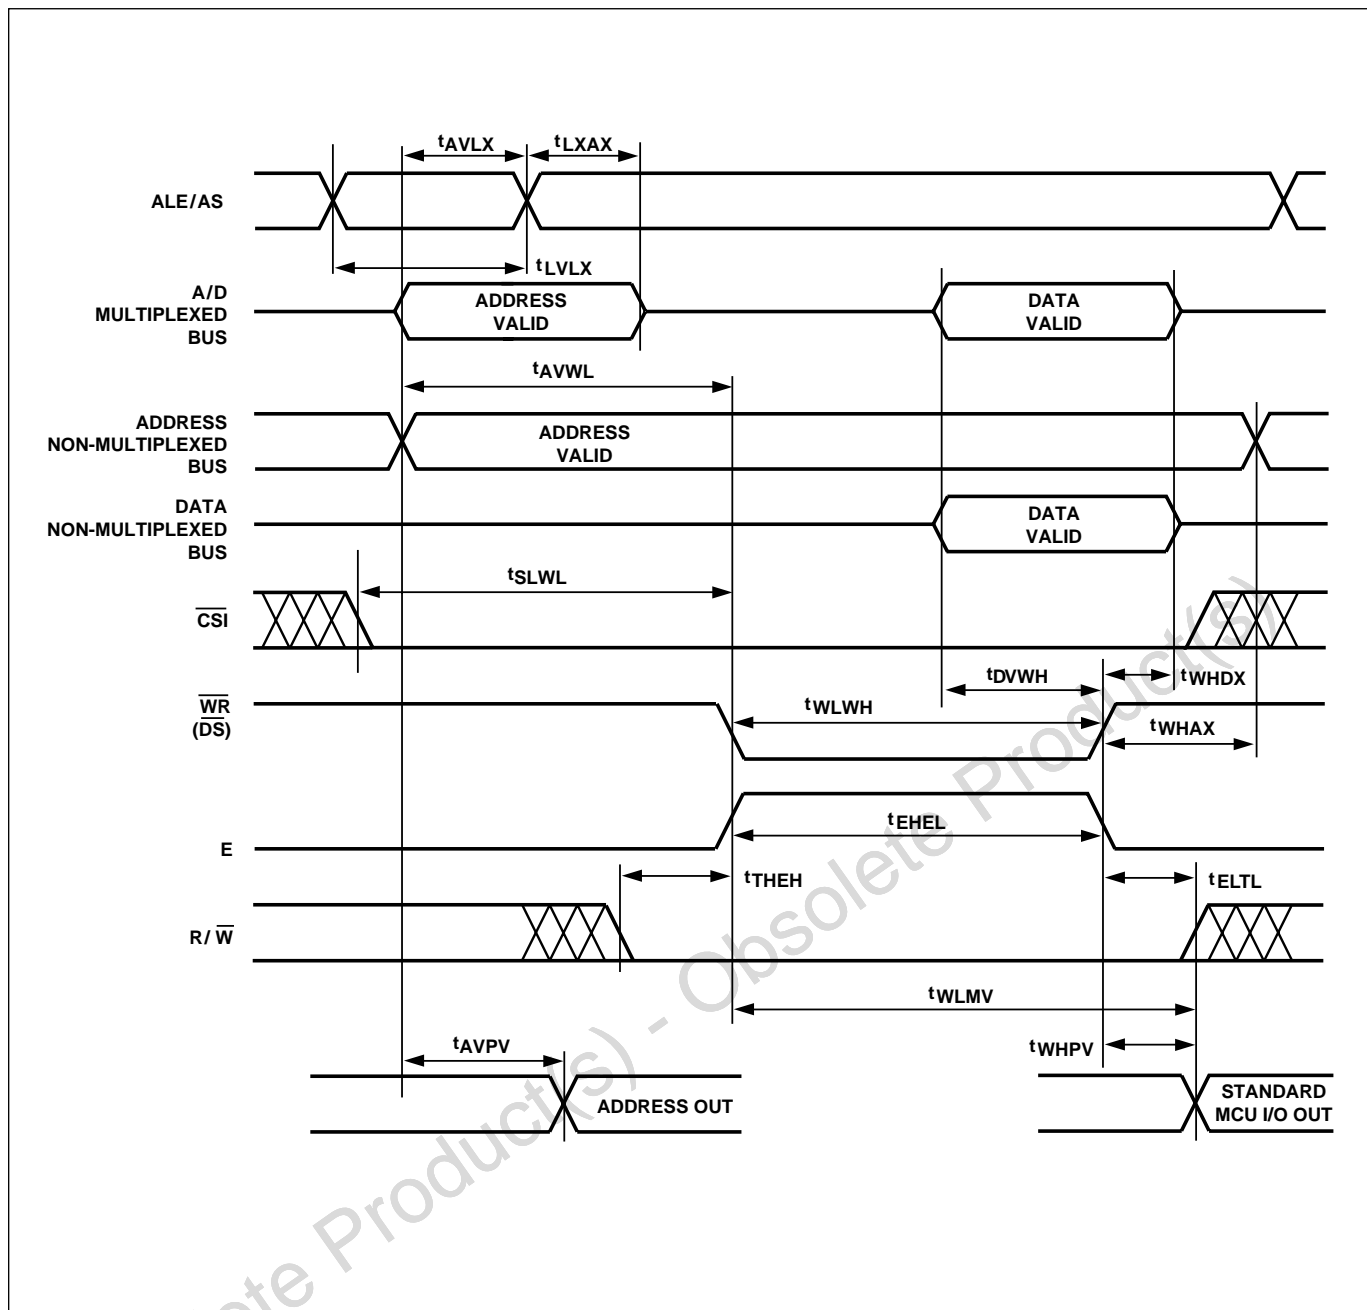 tAVLX
tLXAX
ALE/AS
tLVLX
A/D
MULTIPLEXED
BUS
ADDRESS
VALID
DATA
VALID
tAVWL
ADDRESS
NON-MULTIPLEXED
BUS
ADDRESS
VALID
DATA
NON-MULTIPLEXED
BUS
DATA
VALID
tSLWL
CSI
tDVWH
tWHDX
WR
(DS)
tWLWH
tWHAX
tEHEL
E
tTHEH
tELTL
R/ W
tWLMV
tAVPV
tWHPV
ADDRESS OUT
STANDARD
MCU I/O OUT
ete Product(s) - Obsolete Product(s)